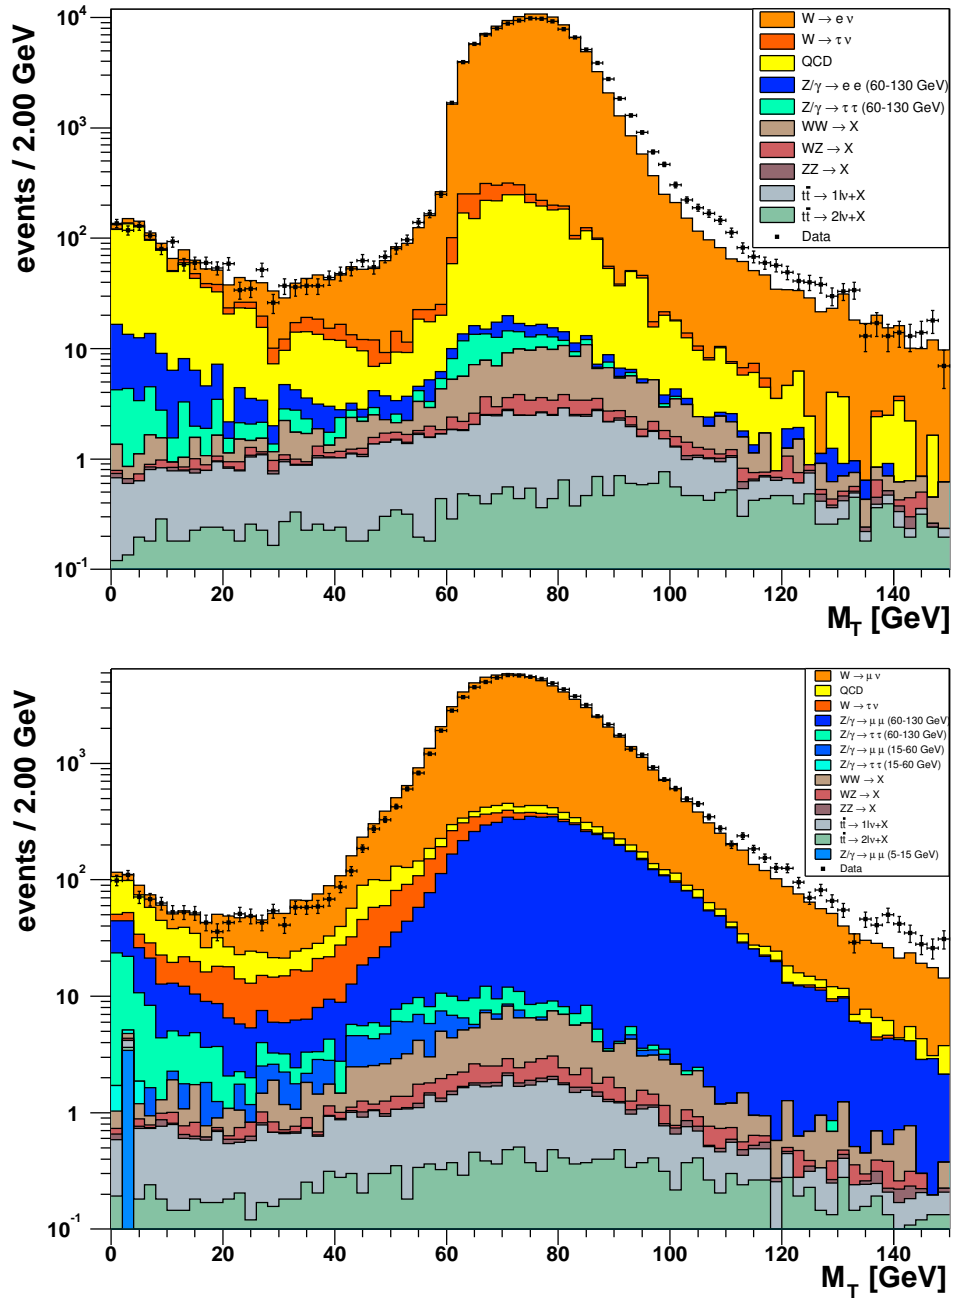 events / 2.00 GeV
10⁴
10³
10²
10
1
10⁻¹
W → e ν
W → τ ν
QCD
Z/γ → e e (60-130 GeV)
Z/γ → τ τ (60-130 GeV)
WW → X
WZ → X
ZZ → X
tt̄ → 1lν+X
tt̄ → 2lν+X
Data
0 20 40 60 80 100 120 140
M_T [GeV]
events / 2.00 GeV
10³
10²
10
1
10⁻¹
W → μ ν
QCD
W → τ ν
Z/γ → μ μ (60-130 GeV)
Z/γ → τ τ (60-130 GeV)
Z/γ → μ μ (15-60 GeV)
Z/γ → τ τ (15-60 GeV)
WW → X
WZ → X
ZZ → X
tt̄ → 1lν+X
tt̄ → 2lν+X
Z/γ → μ μ (5-15 GeV)
Data
0 20 40 60 80 100 120 140
M_T [GeV]